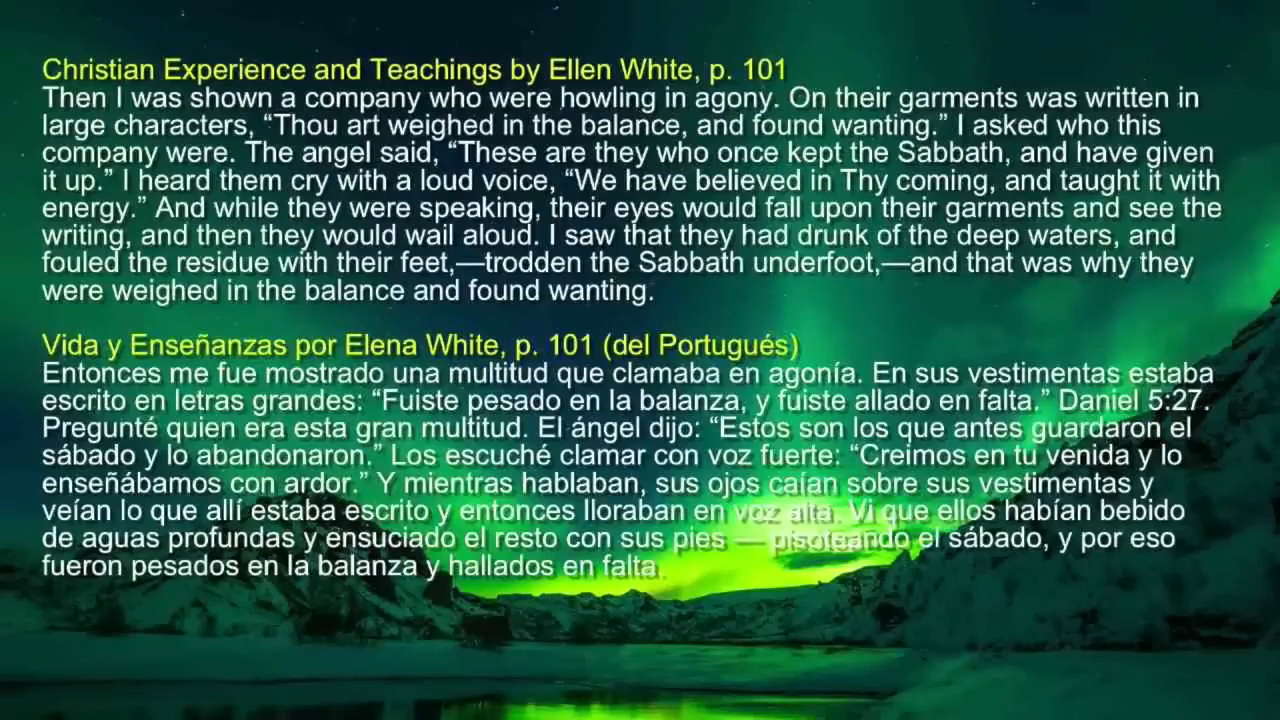 Christian Experience and Teachings by Ellen White, p. 101
Then I was shown a company who were howling in agony. On their garments was written in
large characters, “Thou art weighed in the balance, and found wanting.” I asked who this
company were. The angel said, “These are they who once kept the Sabbath, and have given
it up.” I heard them cry with a loud voice, “We have believed in Thy coming, and taught it with
energy.” And while they were speaking, their eyes would fall upon their garments and see the
writing, and then they would wail aloud. I saw that they had drunk of the deep waters, and
fouled the residue with their feet,—trodden the Sabbath underfoot,—and that was why they
were weighed in the balance and found wanting.
Vida y Enseñanzas por Elena White, p. 101 (del Portugués)
Entonces me fue mostrado una multitud que clamaba en agonía. En sus vestimentas estaba
escrito en letras grandes: “Fuiste pesado en la balanza, y fuiste allado en falta.” Daniel 5:27.
Pregunté quien era esta gran multitud. El ángel dijo: “Estos son los que antes guardaron el
sábado y lo abandonaron.” Los escuché clamar con voz fuerte: “Creimos en tu venida y lo
enseñábamos con ardor.” Y mientras hablaban, sus ojos caían sobre sus vestimentas y
veían lo que allí estaba escrito y entonces lloraban en voz alta. Vi que ellos habían bebido
de aguas profundas y ensuciado el resto con sus pies — pisoteando el sábado, y por eso
fueron pesados en la balanza y hallados en falta.